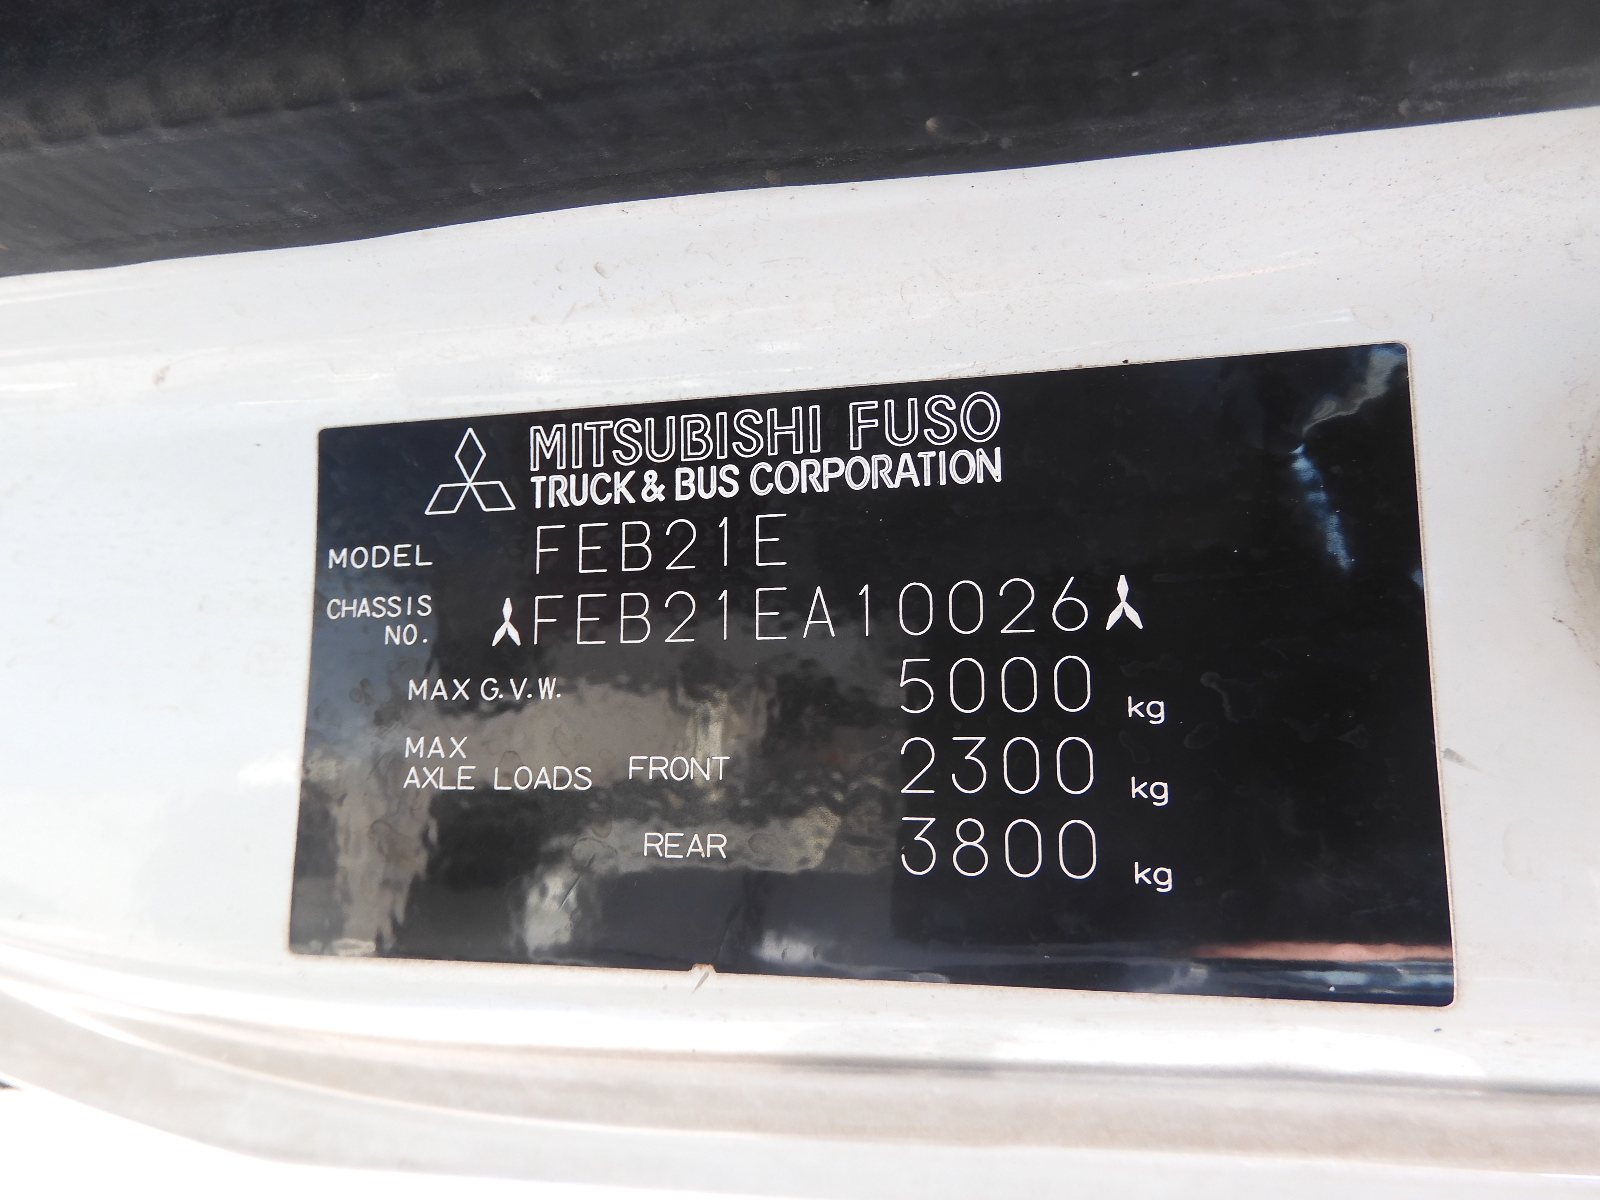 MITSUBISHI FUSO
TRUCK & BUS CORPORATION
MODEL FEB21E
CHASSIS NO. FEB21EA10026
MAX G.V.W. 5000 kg
MAX AXLE LOADS FRONT 2300 kg
REAR 3800 kg